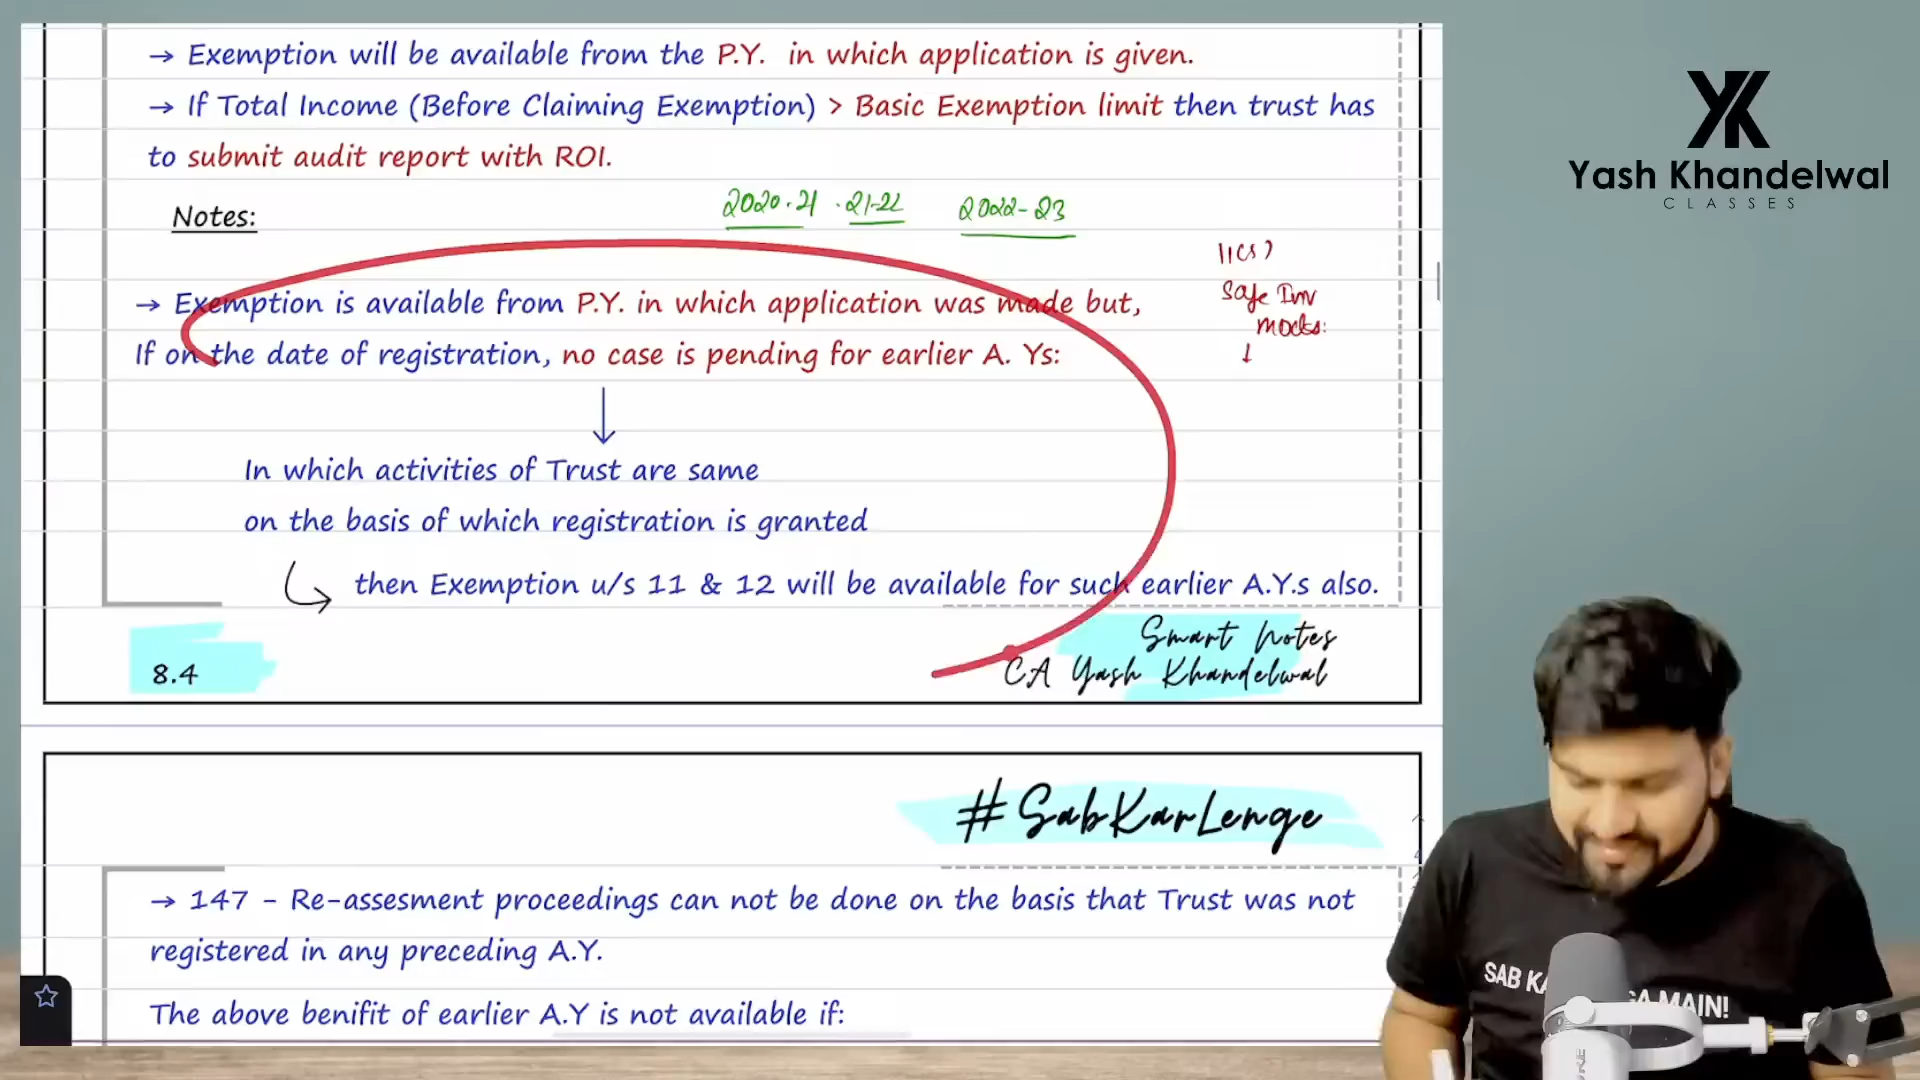 → Exemption will be available from the P.Y. in which application is given.
→ If Total Income (Before Claiming Exemption) > Basic Exemption limit then trust has
to submit audit report with ROI.
Notes:
2020-21 · 21-22 2022-23
11(5)
Safe Inv
modes:
→ Exemption is available from P.Y. in which application was made but,
If on the date of registration, no case is pending for earlier A. Ys:
In which activities of Trust are same
on the basis of which registration is granted
then Exemption u/s 11 & 12 will be available for such earlier A.Y.s also.
8.4
Smart Notes
CA Yash Khandelwal
#SabKarLenge
→ 147 - Re-assesment proceedings can not be done on the basis that Trust was not
registered in any preceding A.Y.
The above benifit of earlier A.Y is not available if:
YK
Yash Khandelwal
CLASSES
SAB KA
MAIN!